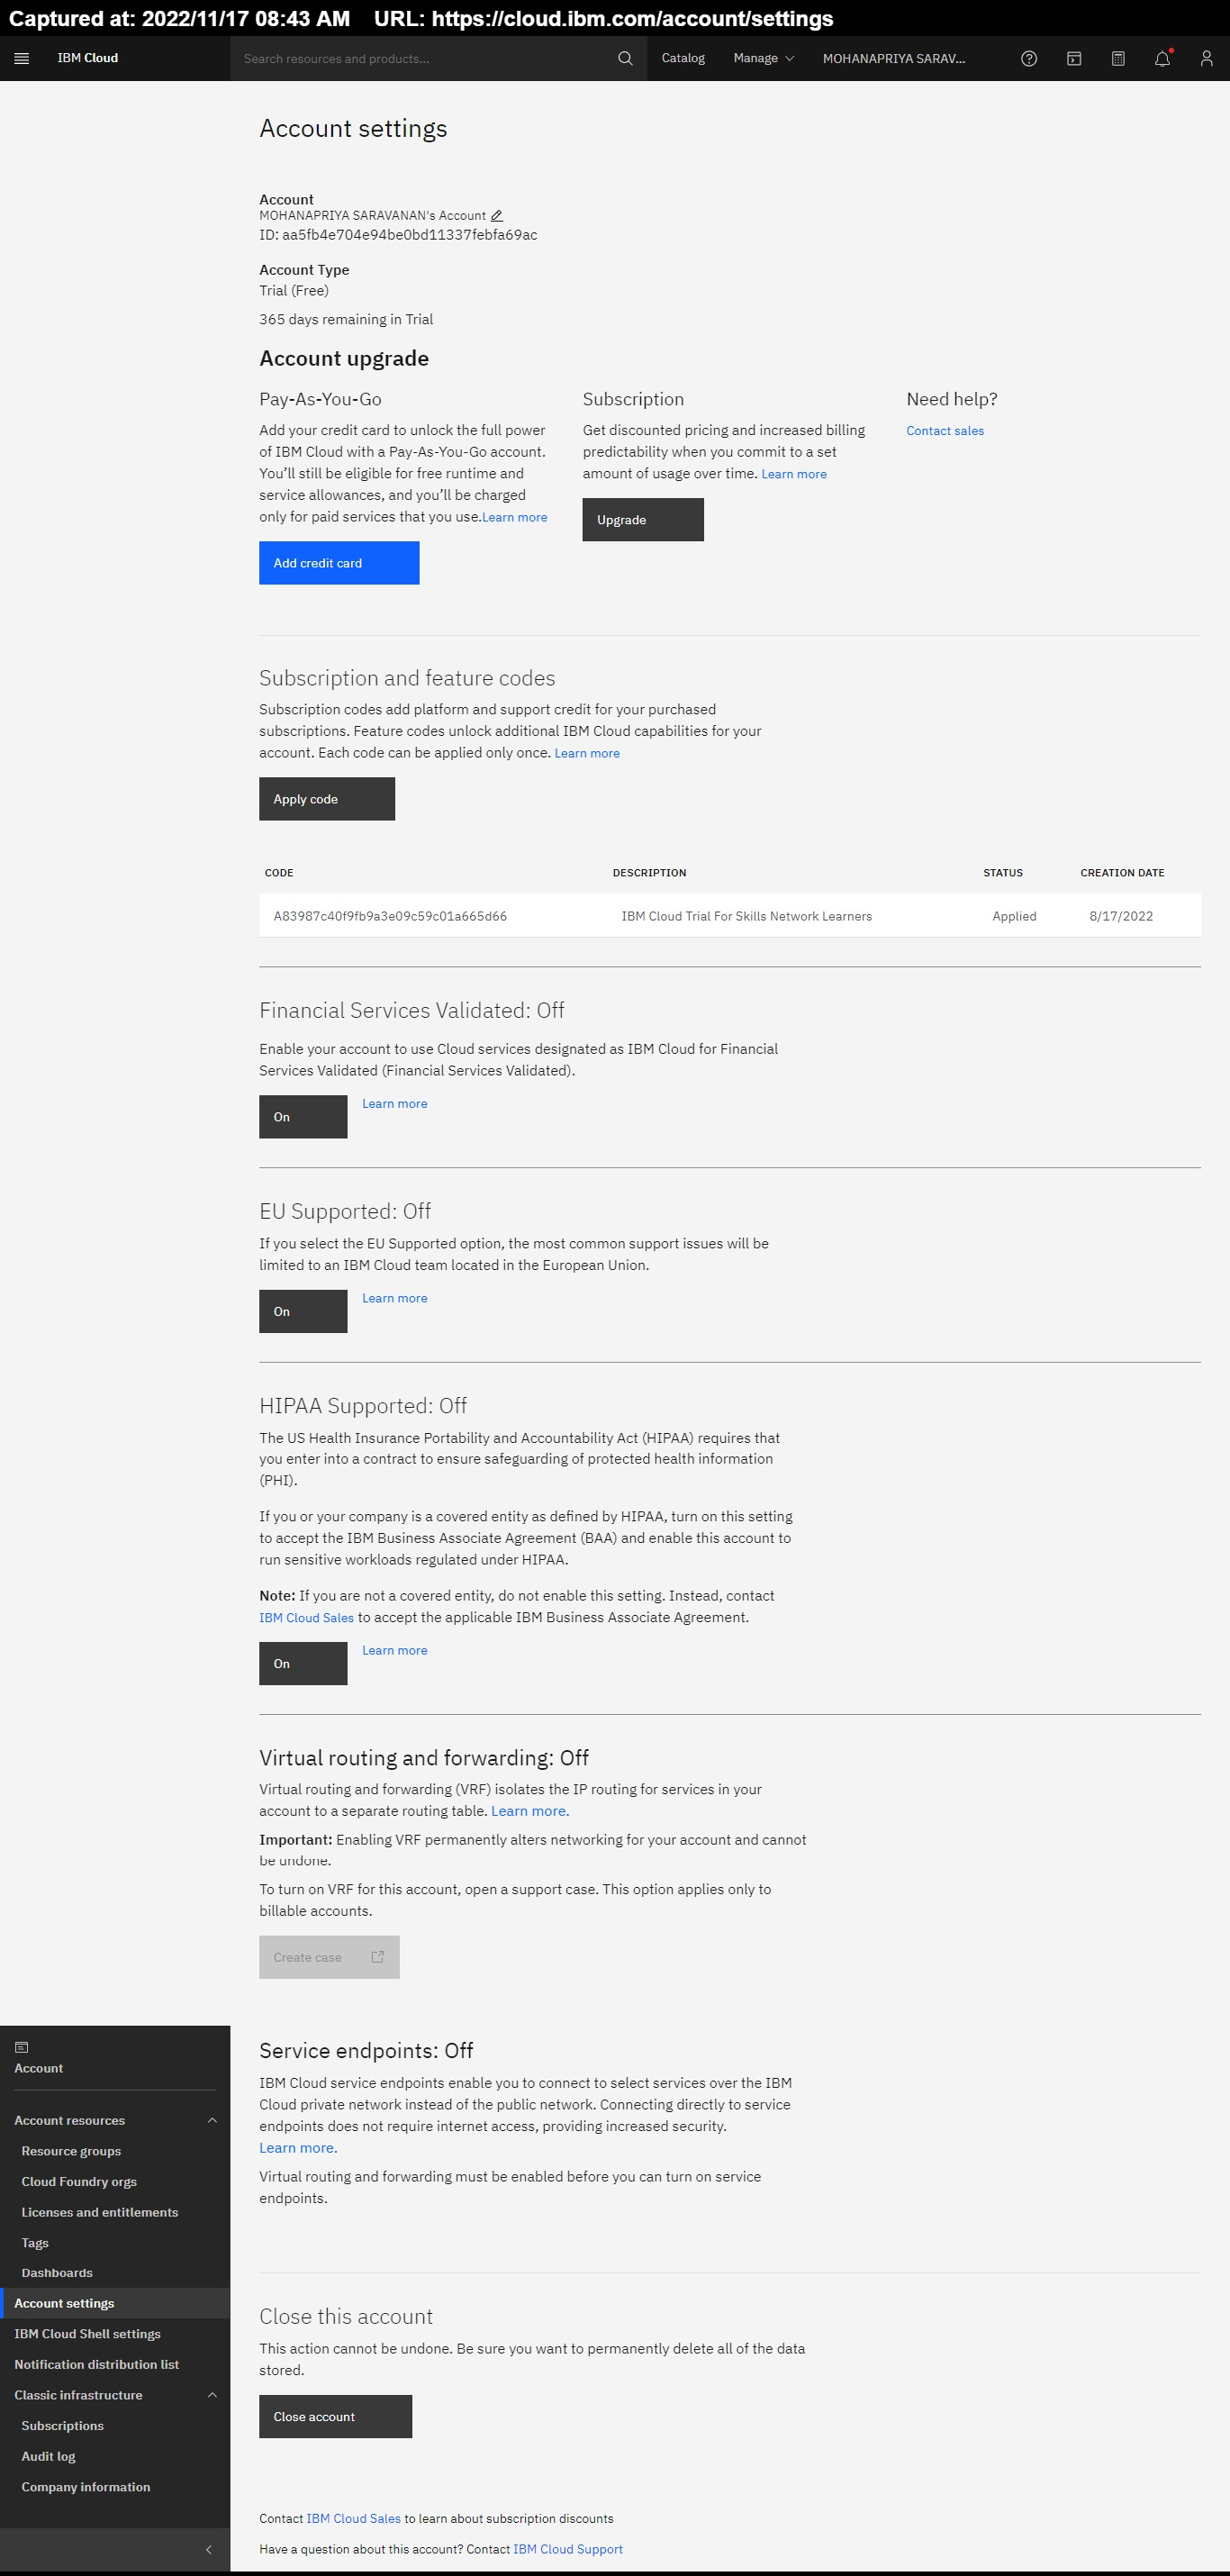 Captured at: 2022/11/17 08:43 AM URL: https://cloud.ibm.com/account/settings
IBM Cloud
Search resources and products...
Catalog
Manage
MOHANAPRIYA SARAV...
Account settings
Account
MOHANAPRIYA SARAVANAN's Account
ID: aa5fb4e704e94be0bd11337febfa69ac
Account Type
Trial (Free)
365 days remaining in Trial
Account upgrade
Pay-As-You-Go
Add your credit card to unlock the full power
of IBM Cloud with a Pay-As-You-Go account.
You’ll still be eligible for free runtime and
service allowances, and you’ll be charged
only for paid services that you use.Learn more
Add credit card
Subscription
Get discounted pricing and increased billing
predictability when you commit to a set
amount of usage over time. Learn more
Upgrade
Need help?
Contact sales
Subscription and feature codes
Subscription codes add platform and support credit for your purchased
subscriptions. Feature codes unlock additional IBM Cloud capabilities for your
account. Each code can be applied only once. Learn more
Apply code
CODE DESCRIPTION STATUS CREATION DATE
A83987c40f9fb9a3e09c59c01a665d66 IBM Cloud Trial For Skills Network Learners Applied 8/17/2022
Financial Services Validated: Off
Enable your account to use Cloud services designated as IBM Cloud for Financial
Services Validated (Financial Services Validated).
On
Learn more
EU Supported: Off
If you select the EU Supported option, the most common support issues will be
limited to an IBM Cloud team located in the European Union.
On
Learn more
HIPAA Supported: Off
The US Health Insurance Portability and Accountability Act (HIPAA) requires that
you enter into a contract to ensure safeguarding of protected health information
(PHI).
If you or your company is a covered entity as defined by HIPAA, turn on this setting
to accept the IBM Business Associate Agreement (BAA) and enable this account to
run sensitive workloads regulated under HIPAA.
Note: If you are not a covered entity, do not enable this setting. Instead, contact
IBM Cloud Sales to accept the applicable IBM Business Associate Agreement.
On
Learn more
Virtual routing and forwarding: Off
Virtual routing and forwarding (VRF) isolates the IP routing for services in your
account to a separate routing table. Learn more.
Important: Enabling VRF permanently alters networking for your account and cannot
be undone.
To turn on VRF for this account, open a support case. This option applies only to
billable accounts.
Create case
Account
Account resources
Resource groups
Cloud Foundry orgs
Licenses and entitlements
Tags
Dashboards
Account settings
IBM Cloud Shell settings
Notification distribution list
Classic infrastructure
Subscriptions
Audit log
Company information
Service endpoints: Off
IBM Cloud service endpoints enable you to connect to select services over the IBM
Cloud private network instead of the public network. Connecting directly to service
endpoints does not require internet access, providing increased security.
Learn more.
Virtual routing and forwarding must be enabled before you can turn on service
endpoints.
Close this account
This action cannot be undone. Be sure you want to permanently delete all of the data
stored.
Close account
Contact IBM Cloud Sales to learn about subscription discounts
Have a question about this account? Contact IBM Cloud Support